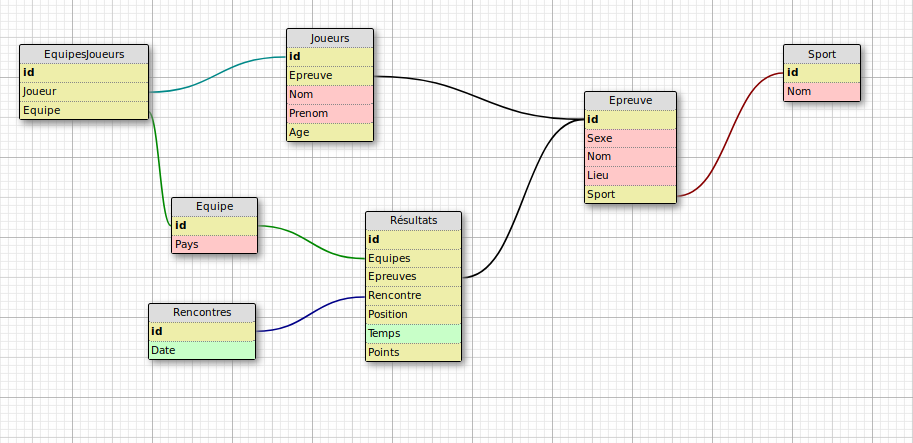 EquipesJoueurs
id
Joueur
Equipe
Joueurs
id
Epreuve
Nom
Prenom
Age
Sport
id
Nom
Epreuve
id
Sexe
Nom
Lieu
Sport
Equipe
id
Pays
Résultats
id
Equipes
Epreuves
Rencontre
Position
Temps
Points
Rencontres
id
Date